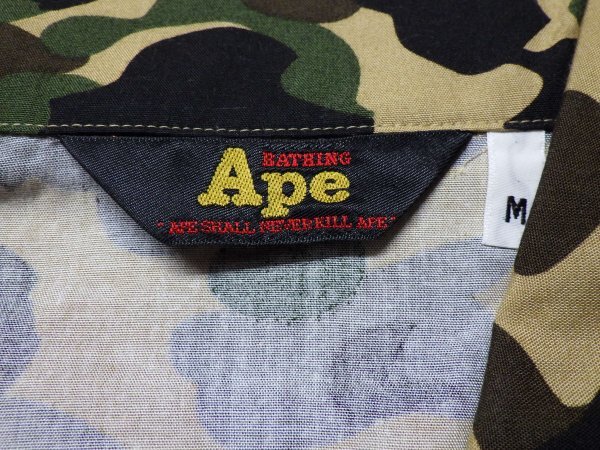 BATHING
Ape
"APE SHALL NEVER KILL APE"
M